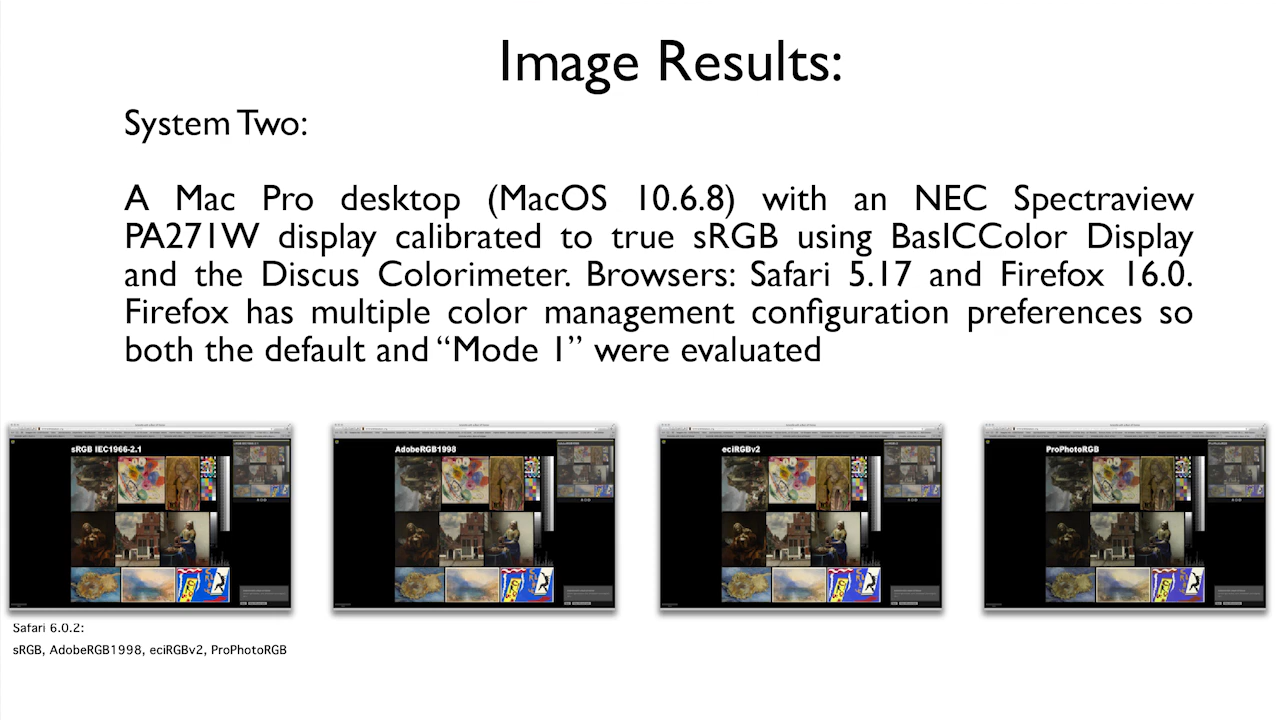 Image Results:
System Two:
A Mac Pro desktop (MacOS 10.6.8) with an NEC Spectraview
PA271W display calibrated to true sRGB using BasICColor Display
and the Discus Colorimeter. Browsers: Safari 5.17 and Firefox 16.0.
Firefox has multiple color management configuration preferences so
both the default and “Mode 1” were evaluated
sRGB IEC1966-2.1
AdobeRGB1998
eciRGBv2
ProPhotoRGB
Safari 6.0.2:
sRGB, AdobeRGB1998, eciRGBv2, ProPhotoRGB